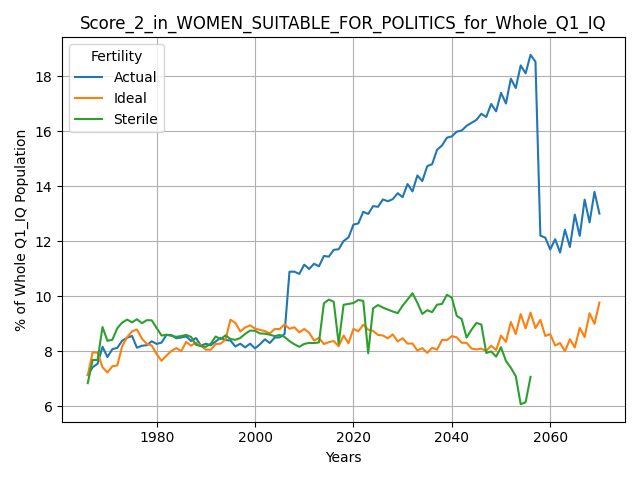 Score_2_in_WOMEN_SUITABLE_FOR_POLITICS_for_Whole_Q1_IQ
Fertility
Actual
Ideal
Sterile
% of Whole Q1_IQ Population
18
16
14
12
10
8
6
1980
2000
2020
2040
2060
Years